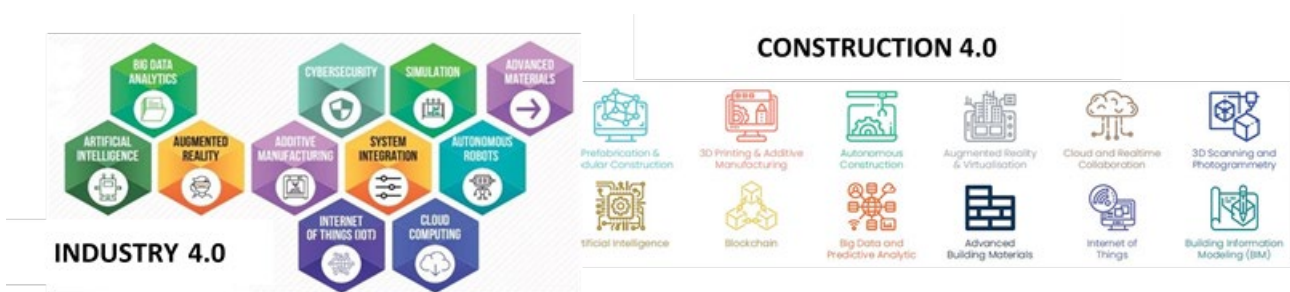 CONSTRUCTION 4.0
BIG DATA
ANALYTICS
CYBERSECURITY
SIMULATION
ADVANCED
MATERIALS
ARTIFICIAL
INTELLIGENCE
AUGMENTED
REALITY
ADDITIVE
MANUFACTURING
SYSTEM
INTEGRATION
AUTONOMOUS
ROBOTS
INTERNET
OF THINGS (IOT)
CLOUD
COMPUTING
INDUSTRY 4.0
Prefabrication &
dular Construction
3D Printing & Additive
Manufacturing
Autonomous
Construction
Augmented Reality
& Virtualisation
Cloud and Realtime
Collaboration
3D Scanning and
Photogrammetry
tificial Intelligence
Blockchain
Big Data and
Predictive Analytic
Advanced
Building Materials
Internet of
Things
Building Information
Modeling (BIM)